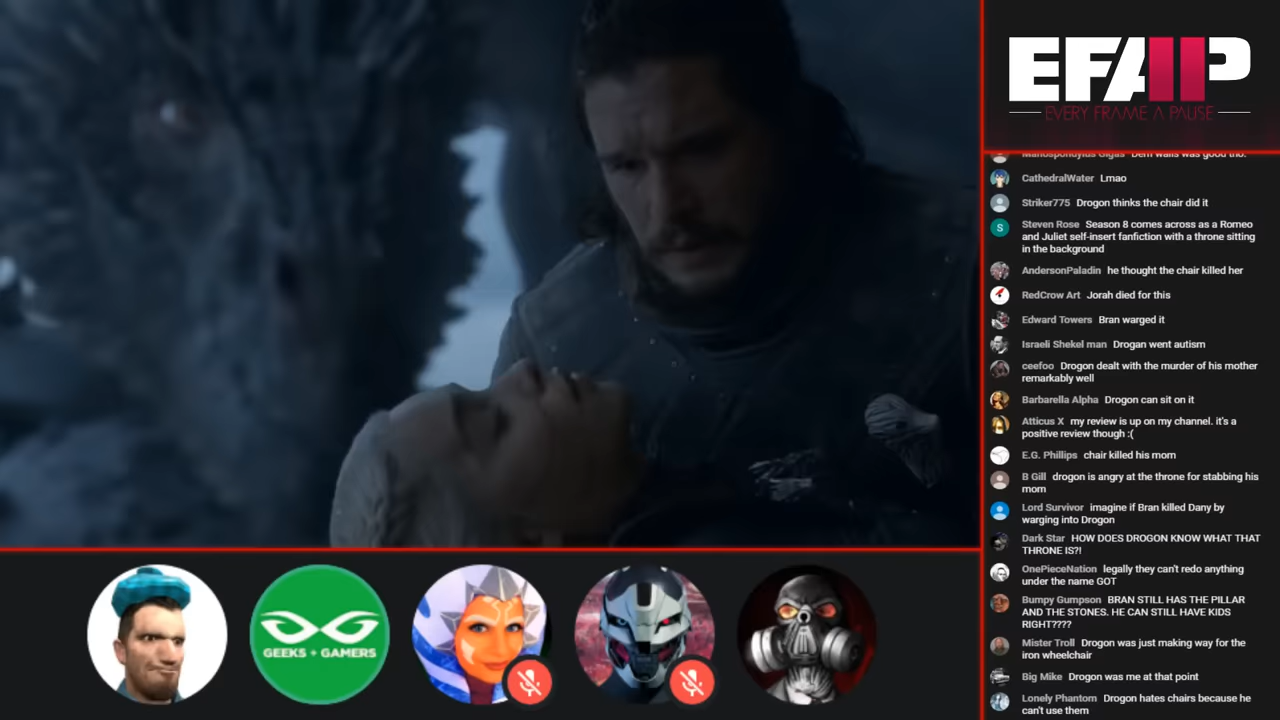 EFAP
EVERY FRAME A PAUSE
Manospondylus Gigas Dem walls was good tho.
CathedralWater Lmao
Striker775 Drogon thinks the chair did it
Steven Rose Season 8 comes across as a Romeo
and Juliet self-insert fanfiction with a throne sitting
in the background
AndersonPaladin he thought the chair killed her
RedCrow Art Jorah died for this
Edward Towers Bran warged it
Israeli Shekel man Drogan went autism
ceefoo Drogon dealt with the murder of his mother
remarkably well
Barbarella Alpha Drogon can sit on it
Atticus X my review is up on my channel. it's a
positive review though :(
E.G. Phillips chair killed his mom
B Gill drogon is angry at the throne for stabbing his
mom
Lord Survivor imagine if Bran killed Dany by
warging into Drogon
Dark Star HOW DOES DROGON KNOW WHAT THAT
THRONE IS?!
OnePieceNation legally they can't redo anything
under the name GOT
Bumpy Gumpson BRAN STILL HAS THE PILLAR
AND THE STONES. HE CAN STILL HAVE KIDS
RIGHT????
Mister Troll Drogon was just making way for the
iron wheelchair
Big Mike Drogon was me at that point
Lonely Phantom Drogon hates chairs because he
can't use them
S
GEEKS + GAMERS